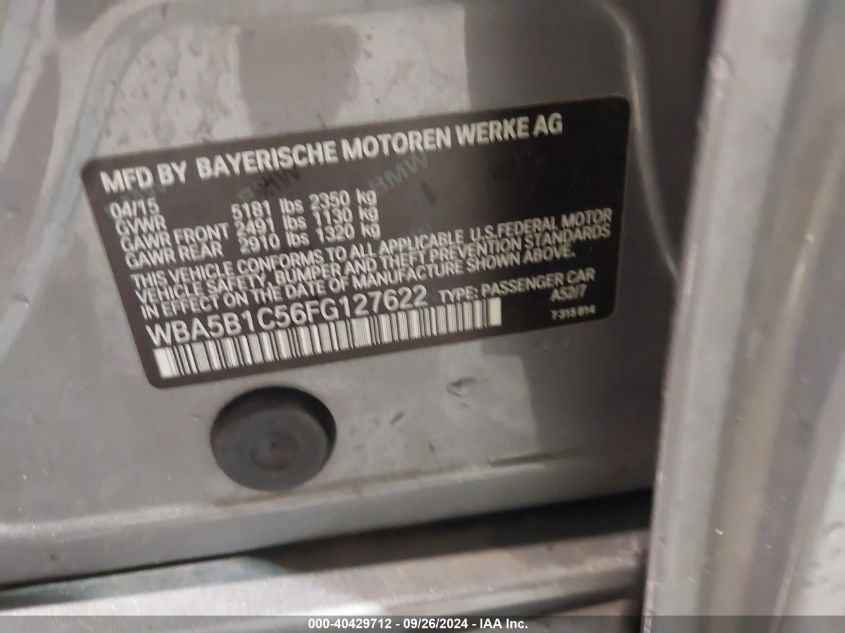 MFD BY BAYERISCHE MOTOREN WERKE AG
04/15
GVWR 5181 lbs 2350 kg
GAWR FRONT 2491 lbs 1130 kg
GAWR REAR 2910 lbs 1320 kg
THIS VEHICLE CONFORMS TO ALL APPLICABLE U.S.FEDERAL MOTOR
VEHICLE SAFETY, BUMPER AND THEFT PREVENTION STANDARDS
IN EFFECT ON THE DATE OF MANUFACTURE SHOWN ABOVE.
WBA5B1C56FG127622 TYPE: PASSENGER CAR
A52/7
7 315 814
000-40429712 - 09/26/2024 - IAA Inc.